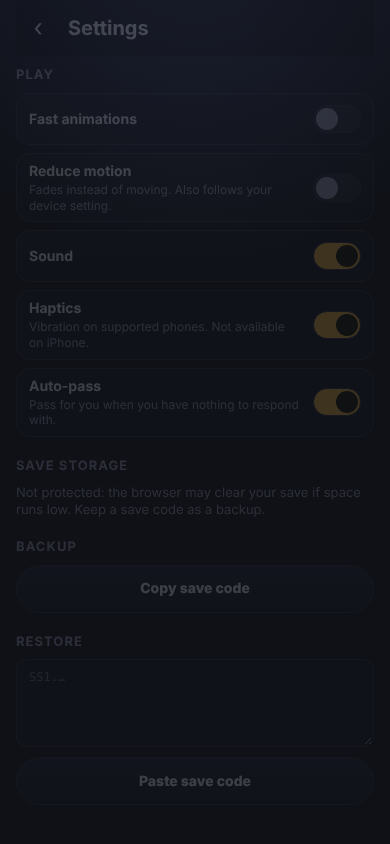 Settings
PLAY
Fast animations
Reduce motion
Fades instead of moving. Also follows your
device setting.
Sound
Haptics
Vibration on supported phones. Not available
on iPhone.
Auto-pass
Pass for you when you have nothing to respond
with.
SAVE STORAGE
Not protected: the browser may clear your save if space
runs low. Keep a save code as a backup.
BACKUP
Copy save code
RESTORE
SS1.…
Paste save code